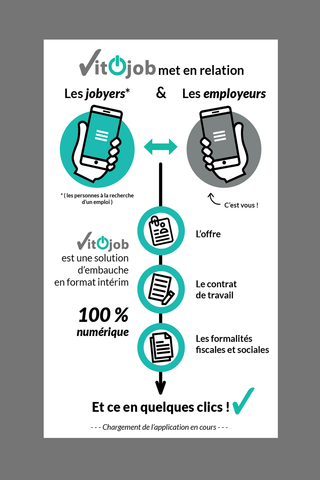 Vitojob met en relation
Les jobyers* & Les employeurs
* ( les personnes à la recherche
d'un emploi )
C'est vous !
L'offre
Vitojob
est une solution
d'embauche
en format intérim
Le contrat
de travail
100 %
numérique
Les formalités
fiscales et sociales
Et ce en quelques clics !
- - - Chargement de l'application en cours - - -